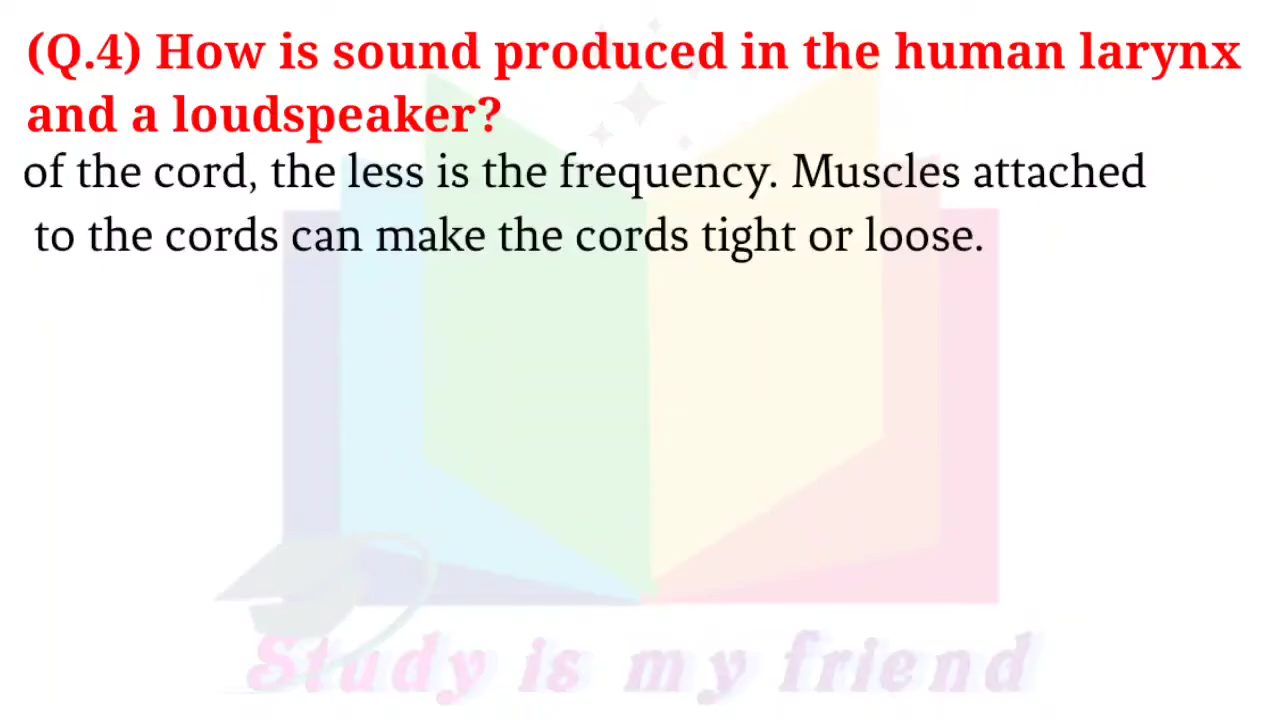 (Q.4) How is sound produced in the human larynx
and a loudspeaker?
of the cord, the less is the frequency. Muscles attached
to the cords can make the cords tight or loose.
Study is my friend